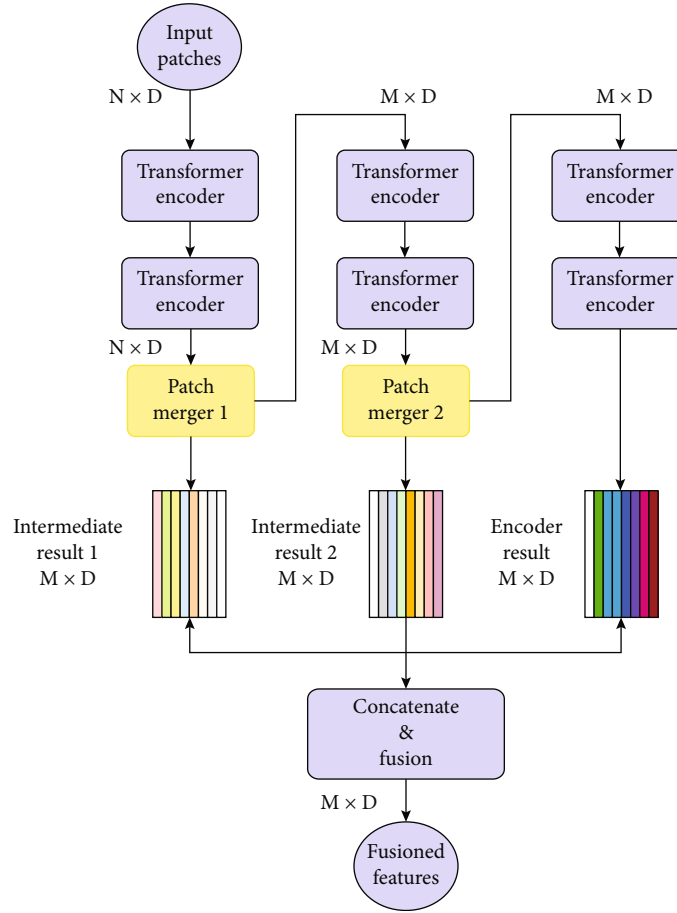 Input
patches
N × D
M × D
M × D
Transformer
encoder
Transformer
encoder
Transformer
encoder
Transformer
encoder
Transformer
encoder
Transformer
encoder
N × D
M × D
Patch
merger 1
Patch
merger 2
Intermediate
result 1
M × D
Intermediate
result 2
M × D
Encoder
result
M × D
Concatenate
&
fusion
M × D
Fusioned
features